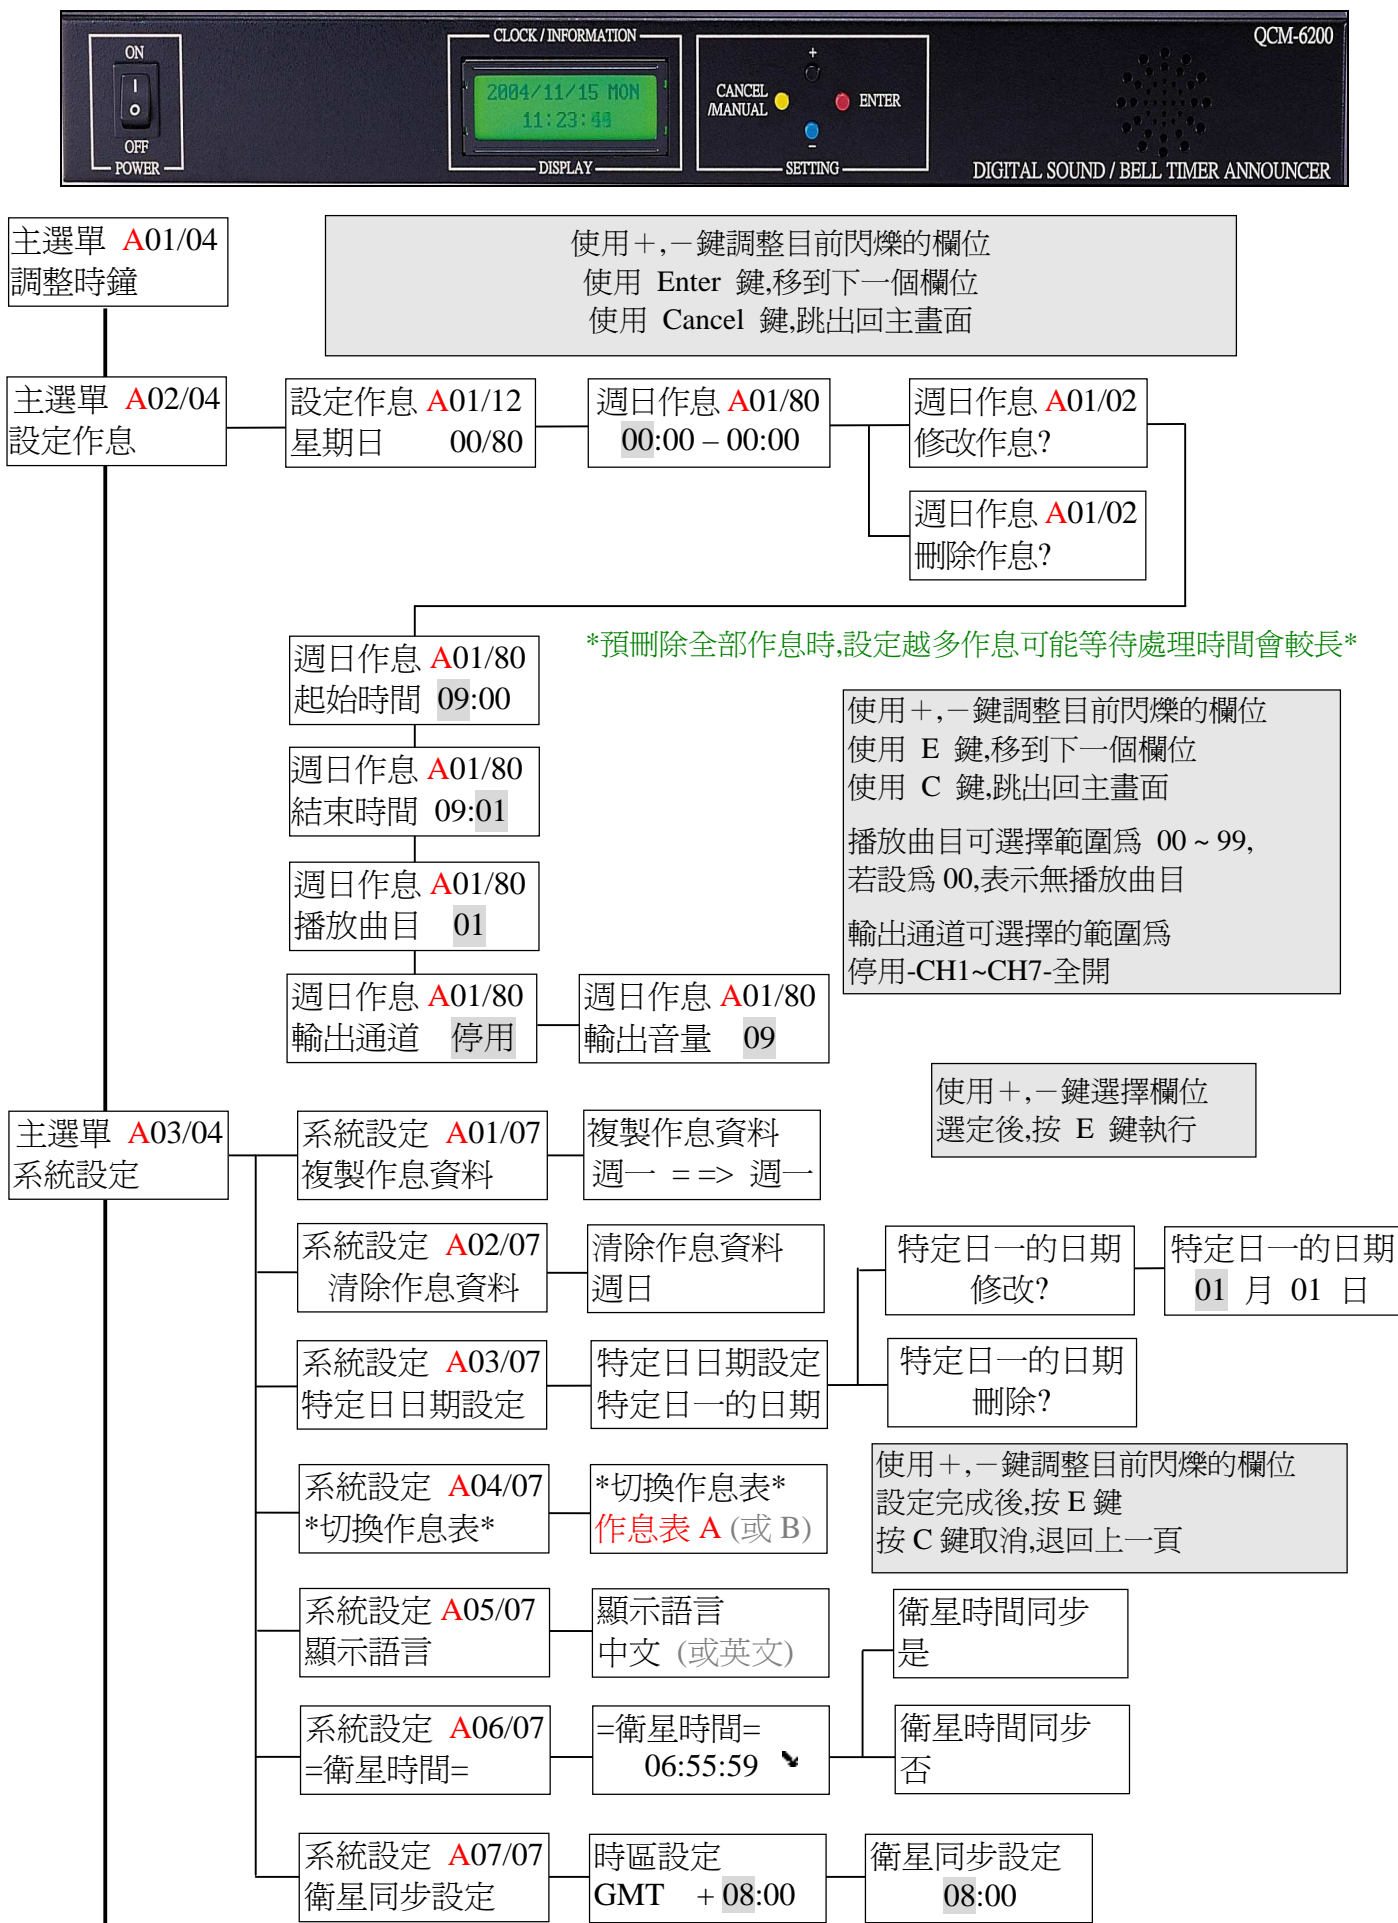 ON
OFF
POWER
CLOCK / INFORMATION
2004/11/15 MON
11:23:44
DISPLAY
+
CANCEL
/MANUAL
ENTER
-
SETTING
QCM-6200
DIGITAL SOUND / BELL TIMER ANNOUNCER
主選單 A01/04
調整時鐘
使用+,-鍵調整目前閃爍的欄位
使用 Enter 鍵,移到下一個欄位
使用 Cancel 鍵,跳出回主畫面
主選單 A02/04
設定作息
設定作息 A01/12
星期日 00/80
週日作息 A01/80
00:00 – 00:00
週日作息 A01/02
修改作息?
週日作息 A01/02
刪除作息?
*預刪除全部作息時,設定越多作息可能等待處理時間會較長*
週日作息 A01/80
起始時間 09:00
週日作息 A01/80
結束時間 09:01
週日作息 A01/80
播放曲目 01
週日作息 A01/80
輸出通道 停用
週日作息 A01/80
輸出音量 09
使用+,-鍵調整目前閃爍的欄位
使用 E 鍵,移到下一個欄位
使用 C 鍵,跳出回主畫面
播放曲目可選擇範圍為 00 ~ 99,
若設為 00,表示無播放曲目
輸出通道可選擇的範圍為
停用-CH1~CH7-全開
使用+,-鍵選擇欄位
選定後,按 E 鍵執行
主選單 A03/04
系統設定
系統設定 A01/07
複製作息資料
複製作息資料
週一 = => 週一
系統設定 A02/07
清除作息資料
清除作息資料
週日
系統設定 A03/07
特定日日期設定
特定日日期設定
特定日一的日期
特定日一的日期
修改?
特定日一的日期
01 月 01 日
特定日一的日期
刪除?
系統設定 A04/07
*切換作息表*
*切換作息表*
作息表 A (或 B)
使用+,-鍵調整目前閃爍的欄位
設定完成後,按 E 鍵
按 C 鍵取消,退回上一頁
系統設定 A05/07
顯示語言
顯示語言
中文 (或英文)
系統設定 A06/07
=衛星時間=
=衛星時間=
06:55:59
衛星時間同步
是
衛星時間同步
否
系統設定 A07/07
衛星同步設定
時區設定
GMT + 08:00
衛星同步設定
08:00